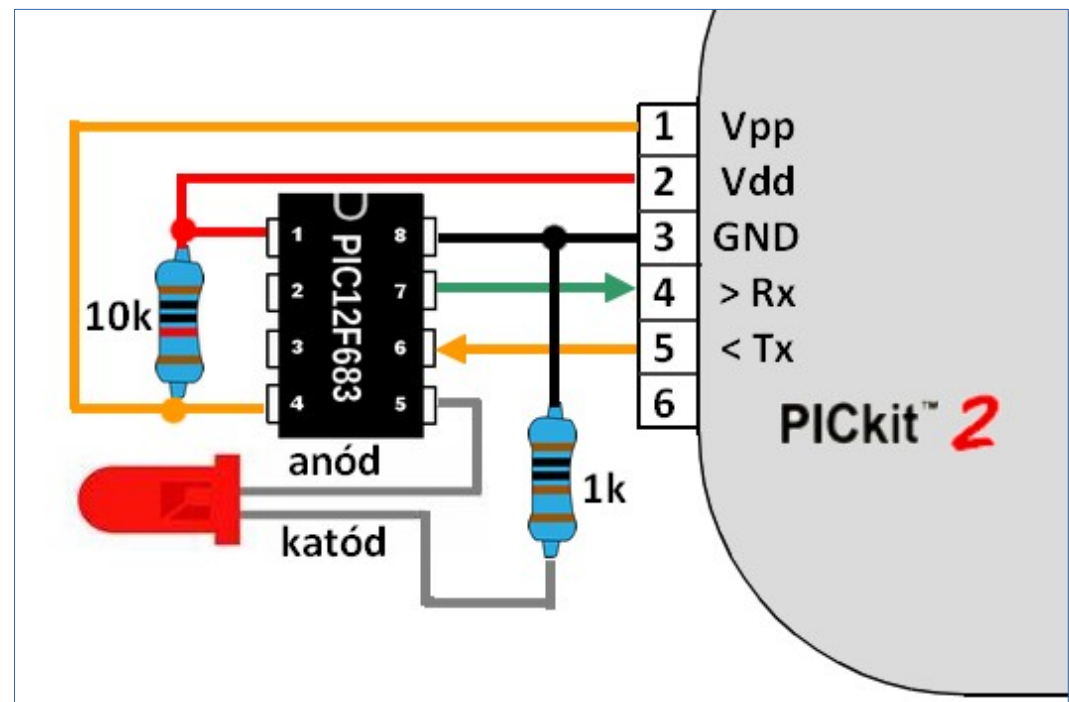 1 Vpp
2 Vdd
3 GND
4 > Rx
5 < Tx
6
PICkit™ 2
PIC12F683
1 8
2 7
3 6
4 5
10k
1k
anód
katód